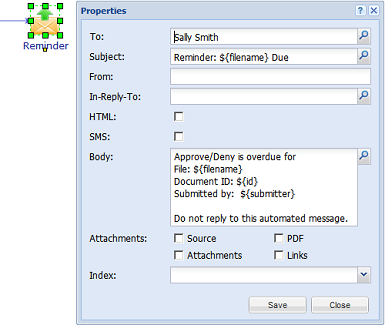 Reminder
Properties
To:
Sally Smith
Subject:
Reminder: ${filename} Due
From:
In-Reply-To:
HTML:
SMS:
Body:
Approve/Deny is overdue for
File: ${filename}
Document ID: ${id}
Submitted by:  ${submitter}
Do not reply to this automated message.
Attachments:
Source
PDF
Attachments
Links
Index:
Save
Close